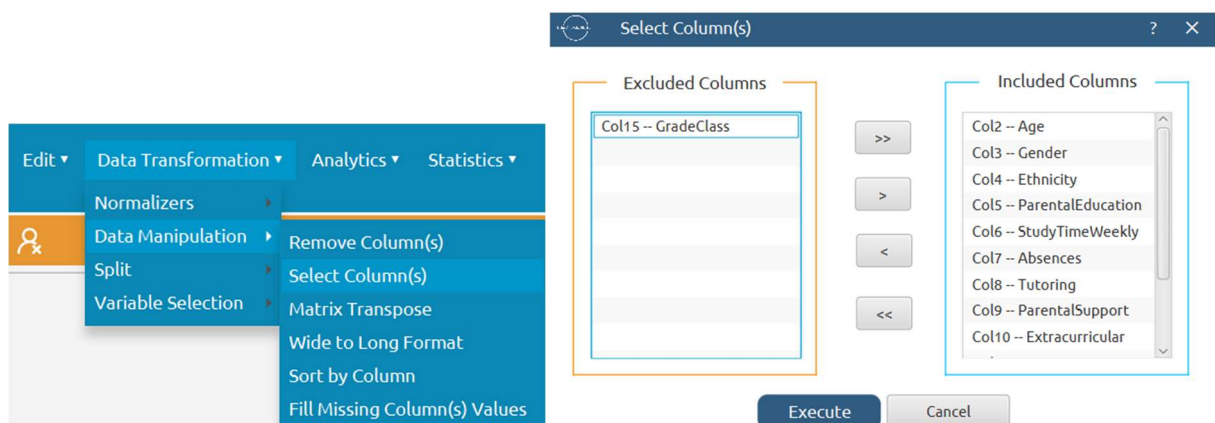 Edit ▾ Data Transformation ▾ Analytics ▾ Statistics ▾
Normalizers
Data Manipulation
Split
Variable Selection
Remove Column(s)
Select Column(s)
Matrix Transpose
Wide to Long Format
Sort by Column
Fill Missing Column(s) Values
Select Column(s) ? ✕
Excluded Columns
Col15 -- GradeClass
>>
>
<
<<
Included Columns
Col2 -- Age
Col3 -- Gender
Col4 -- Ethnicity
Col5 -- ParentalEducation
Col6 -- StudyTimeWeekly
Col7 -- Absences
Col8 -- Tutoring
Col9 -- ParentalSupport
Col10 -- Extracurricular
Execute Cancel